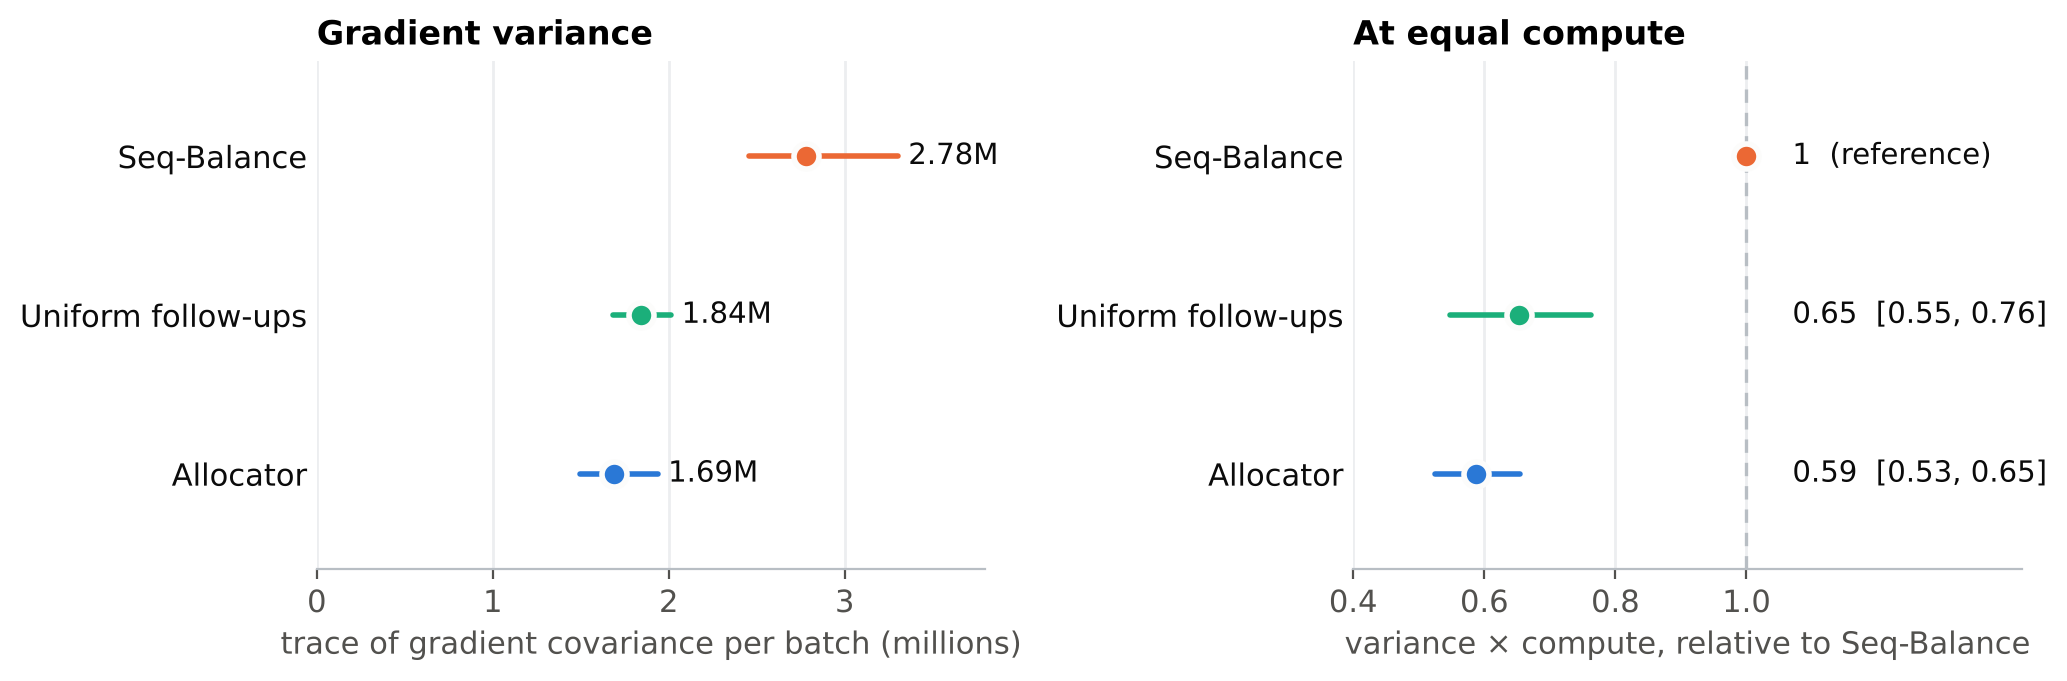 Gradient variance
Seq-Balance
2.78M
Uniform follow-ups
1.84M
Allocator
1.69M
0 1 2 3
trace of gradient covariance per batch (millions)
At equal compute
Seq-Balance
1 (reference)
Uniform follow-ups
0.65 [0.55, 0.76]
Allocator
0.59 [0.53, 0.65]
0.4 0.6 0.8 1.0
variance × compute, relative to Seq-Balance